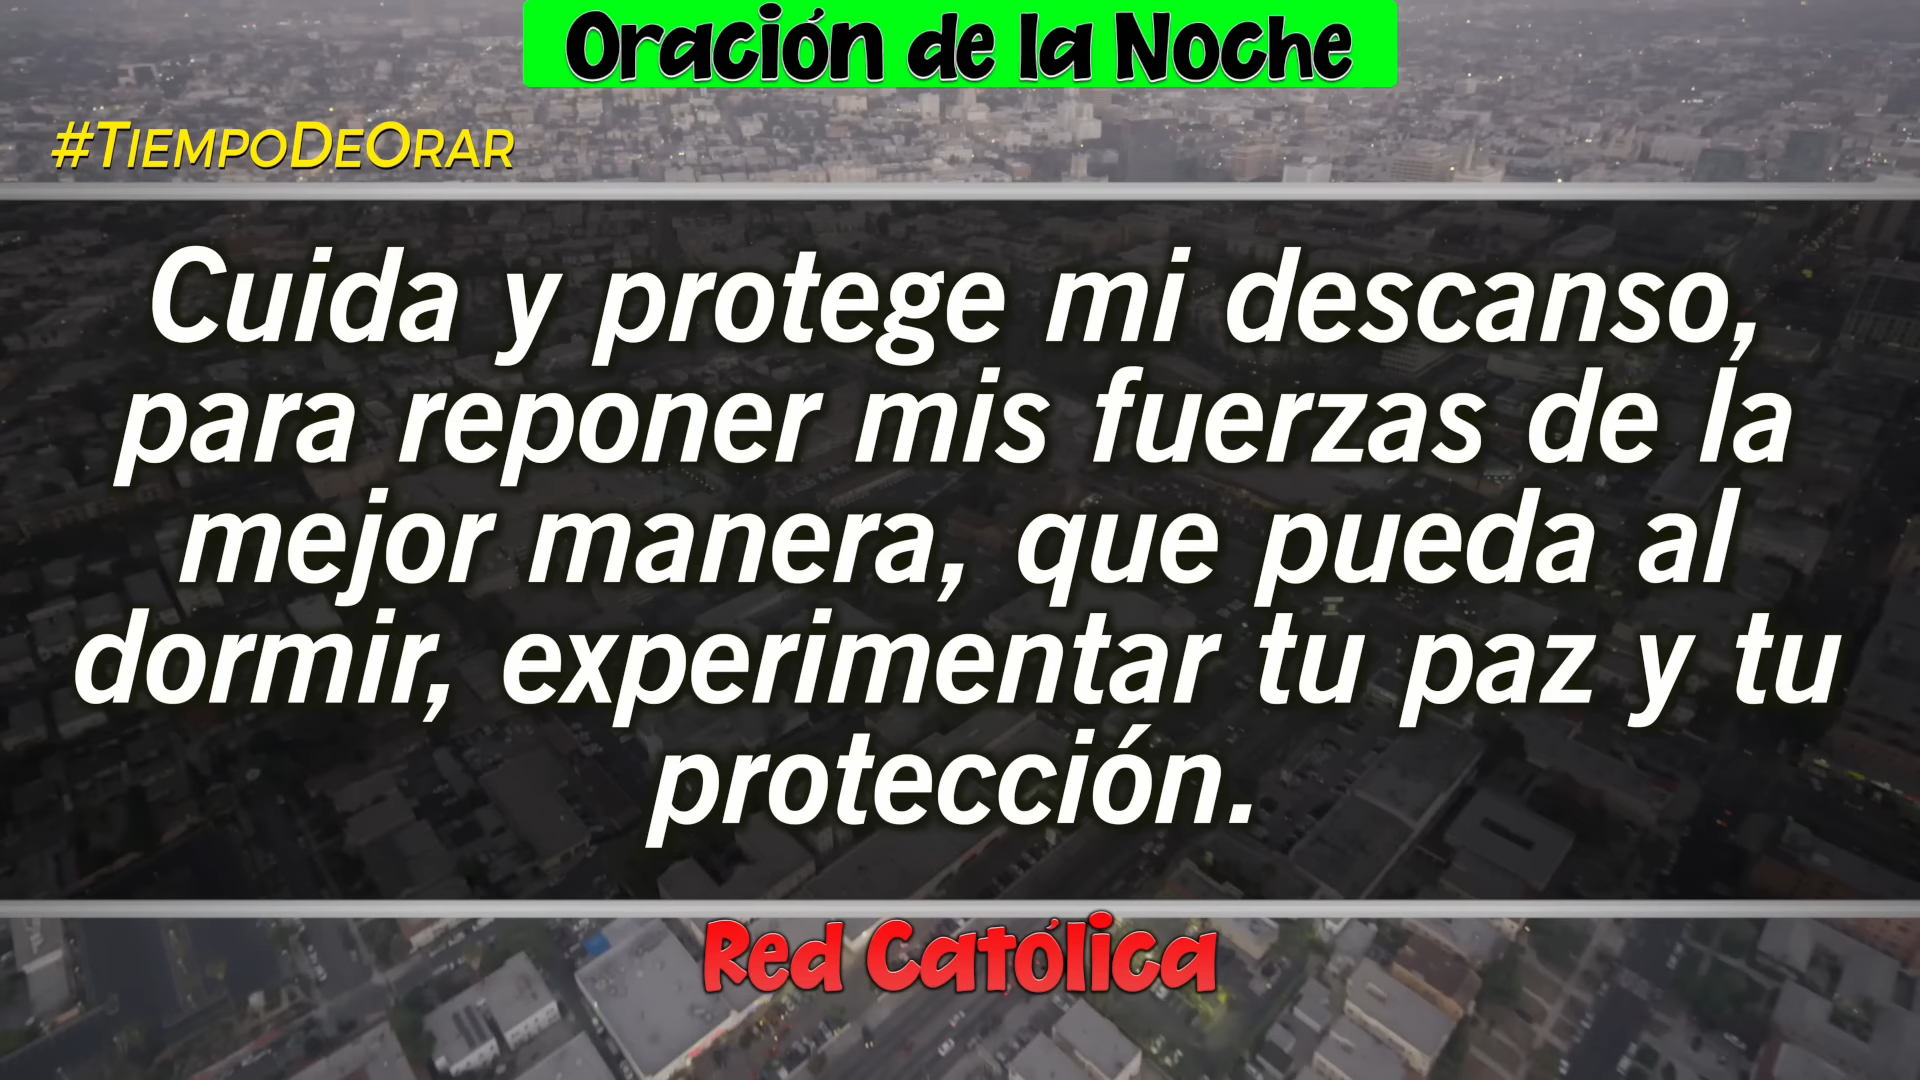 Oración de la Noche
#TiempoDeOrar
Cuida y protege mi descanso,
para reponer mis fuerzas de la
mejor manera, que pueda al
dormir, experimentar tu paz y tu
protección.
Red Católica